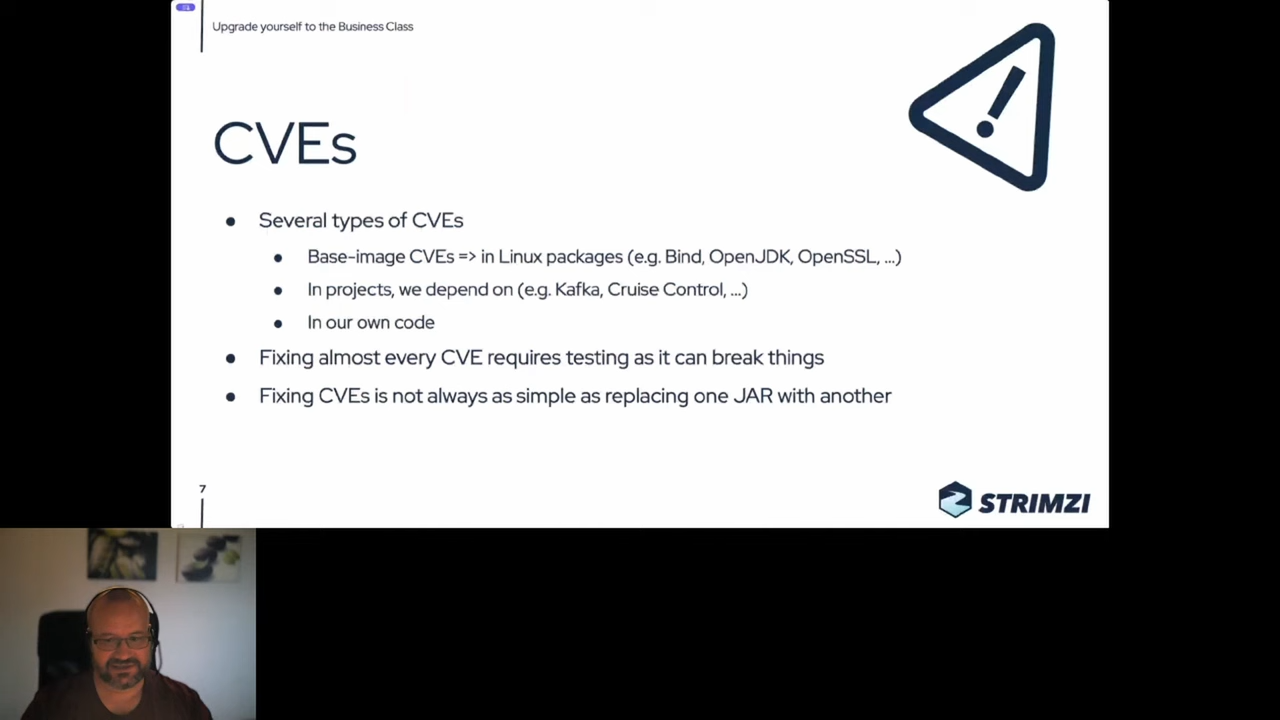 Upgrade yourself to the Business Class
CVEs
● Several types of CVEs
● Base-image CVEs => in Linux packages (e.g. Bind, OpenJDK, OpenSSL, ...)
● In projects, we depend on (e.g. Kafka, Cruise Control, ...)
● In our own code
● Fixing almost every CVE requires testing as it can break things
● Fixing CVEs is not always as simple as replacing one JAR with another
7
STRIMZI